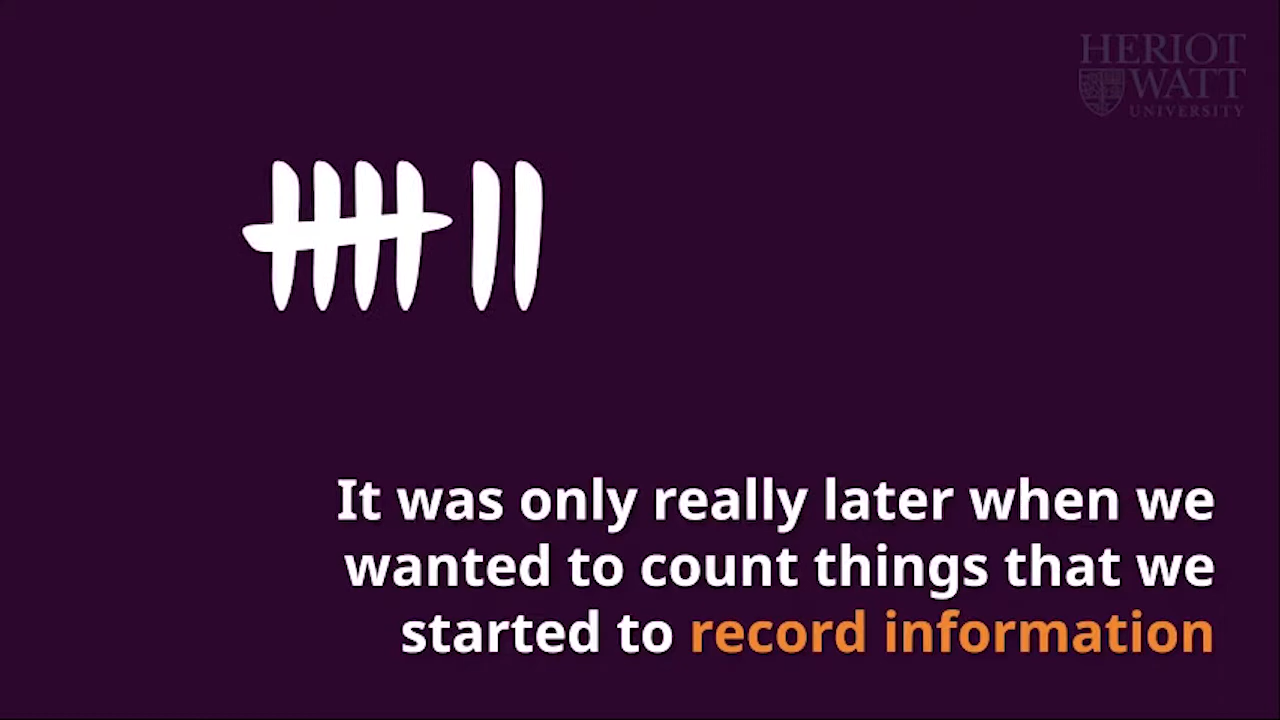 HERIOT
WATT
UNIVERSITY
It was only really later when we
wanted to count things that we
started to record information